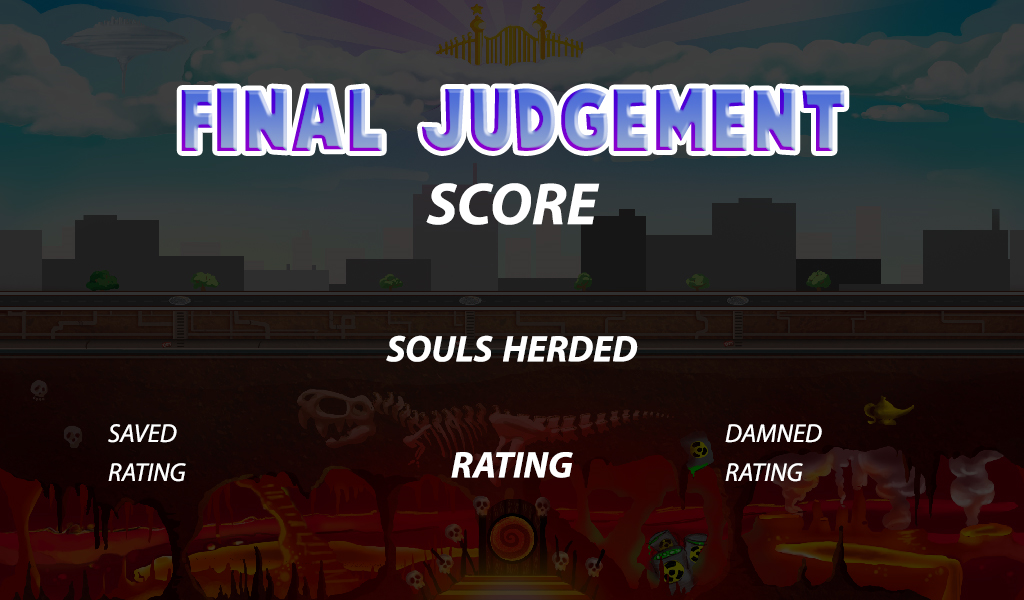 FINAL JUDGEMENT
SCORE
SOULS HERDED
SAVED
RATING
RATING
DAMNED
RATING